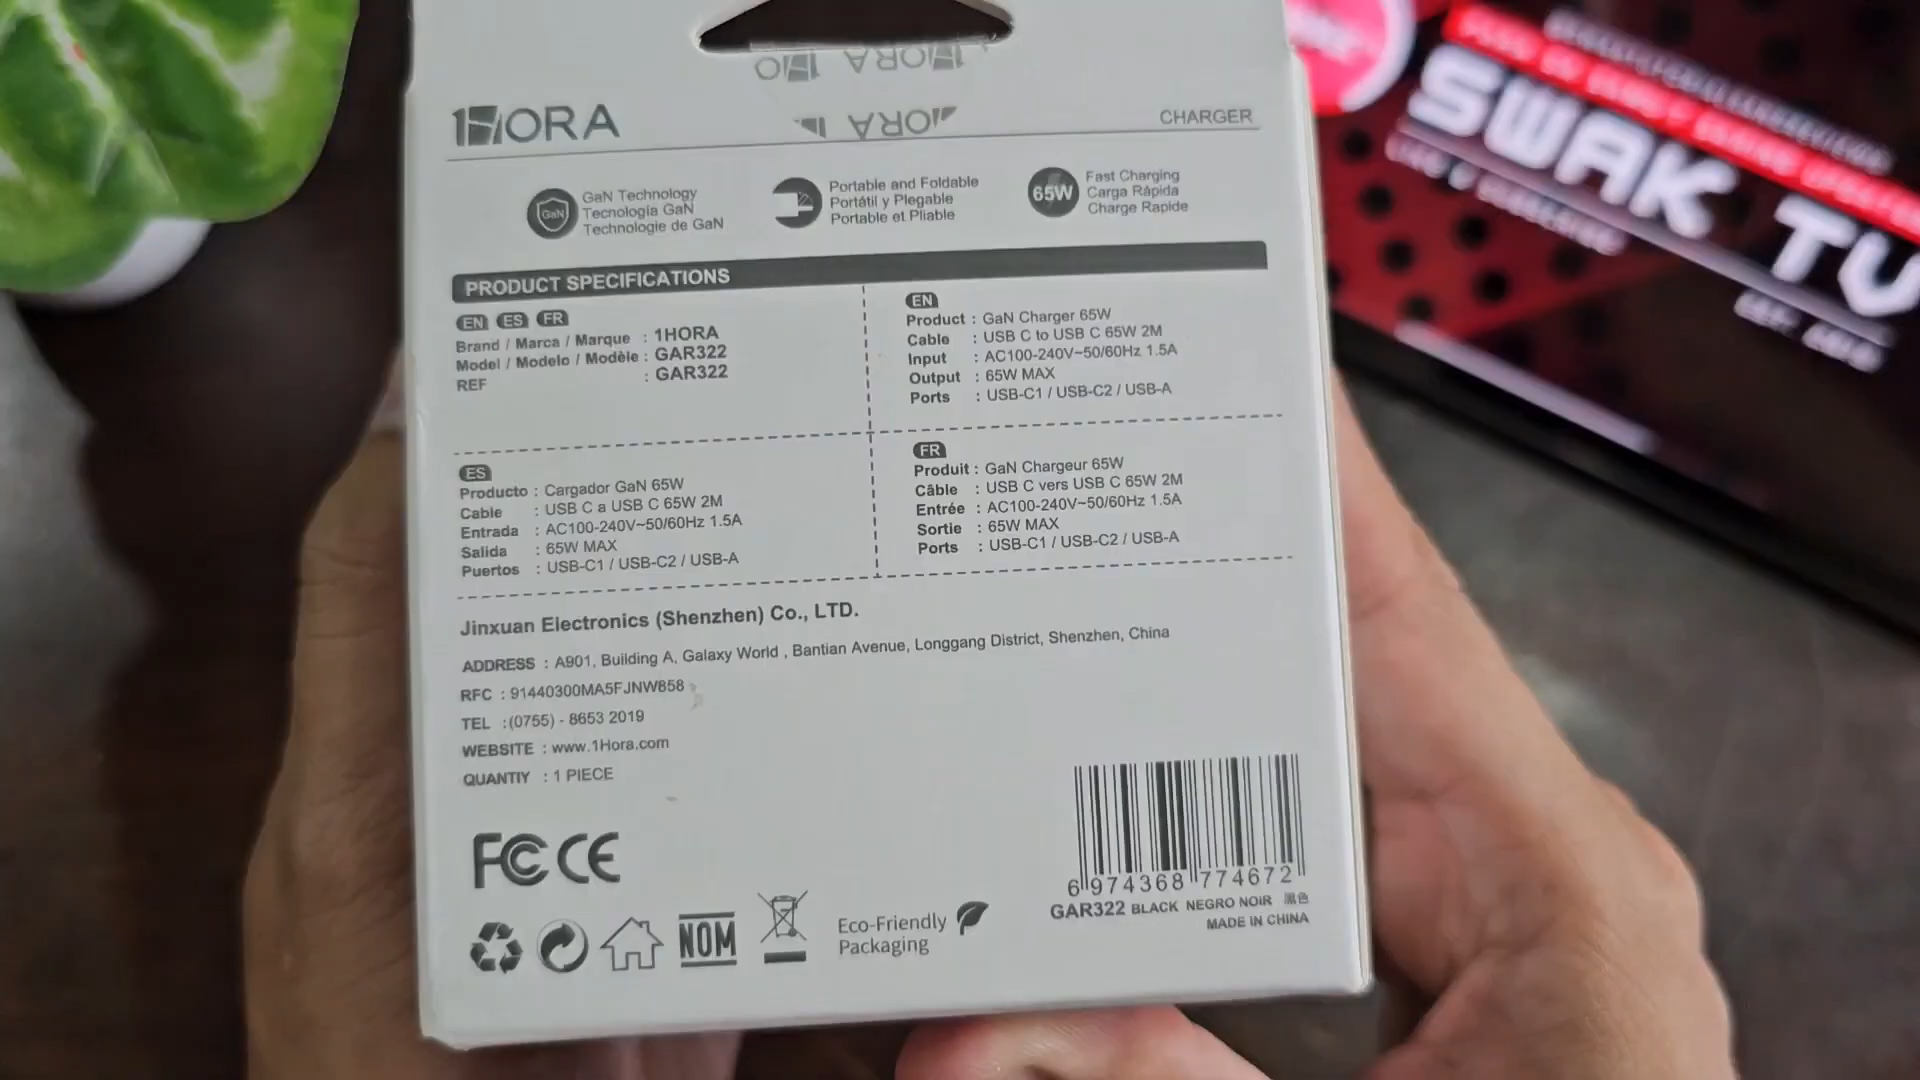 1HORA
CHARGER
GaN
GaN Technology
Tecnología GaN
Technologie de GaN
Portable and Foldable
Portátil y Plegable
Portable et Pliable
65W
Fast Charging
Carga Rápida
Charge Rapide
PRODUCT SPECIFICATIONS
EN ES FR
Brand / Marca / Marque : 1HORA
Model / Modelo / Modèle : GAR322
REF : GAR322
EN
Product : GaN Charger 65W
Cable : USB C to USB C 65W 2M
Input : AC100-240V~50/60Hz 1.5A
Output : 65W MAX
Ports : USB-C1 / USB-C2 / USB-A
ES
Producto : Cargador GaN 65W
Cable : USB C a USB C 65W 2M
Entrada : AC100-240V~50/60Hz 1.5A
Salida : 65W MAX
Puertos : USB-C1 / USB-C2 / USB-A
FR
Produit : GaN Chargeur 65W
Câble : USB C vers USB C 65W 2M
Entrée : AC100-240V~50/60Hz 1.5A
Sortie : 65W MAX
Ports : USB-C1 / USB-C2 / USB-A
Jinxuan Electronics (Shenzhen) Co., LTD.
ADDRESS : A901, Building A, Galaxy World , Bantian Avenue, Longgang District, Shenzhen, China
RFC : 91440300MA5FJNW858
TEL :(0755) - 8653 2019
WEBSITE : www.1Hora.com
QUANTIY : 1 PIECE
FC CE
NOM
Eco-Friendly
Packaging
6 974368 774672
GAR322 BLACK NEGRO NOIR 黑色
MADE IN CHINA
SWAK TV